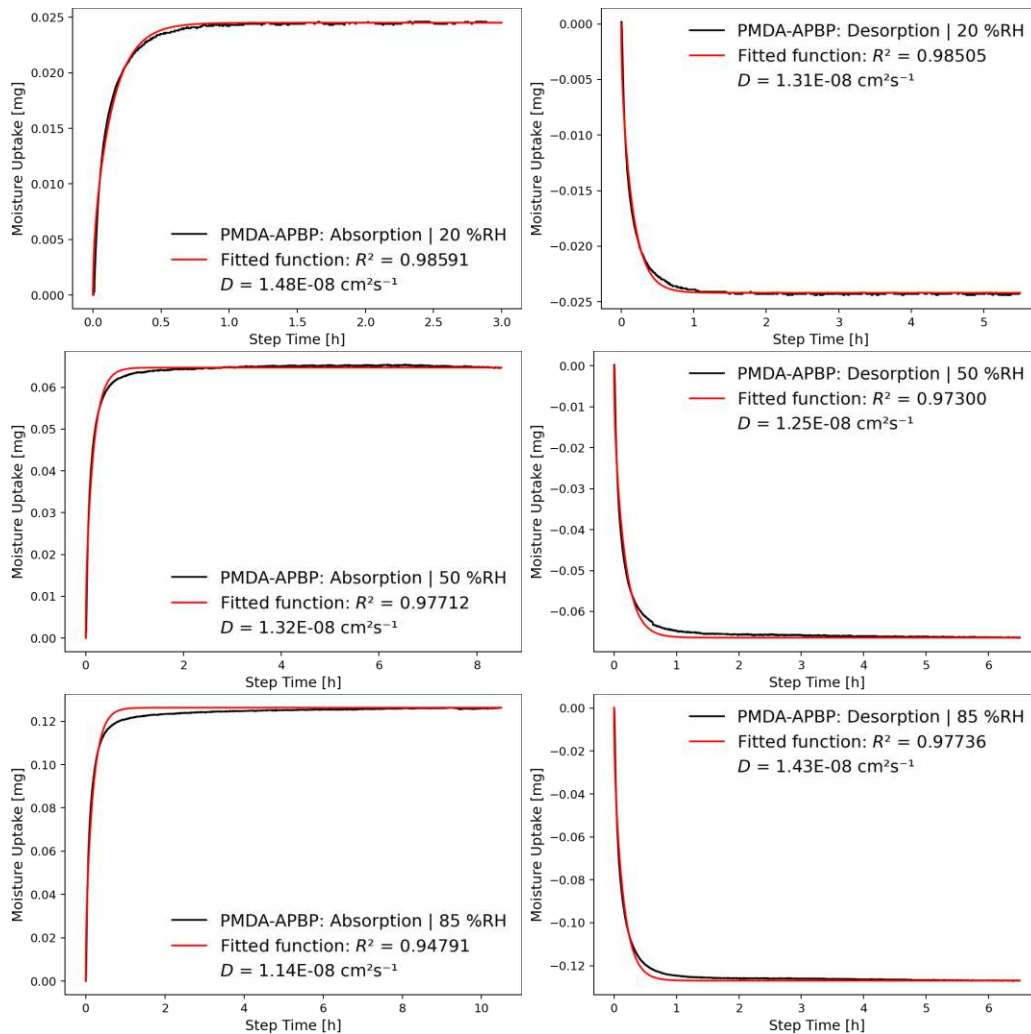 0.025
0.020
0.015
0.010
0.005
0.000
Moisture Uptake [mg]
PMDA-APBP: Absorption | 20 %RH
Fitted function: R² = 0.98591
D = 1.48E-08 cm²s⁻¹
0.0 0.5 1.0 1.5 2.0 2.5 3.0
Step Time [h]
0.000
−0.005
−0.010
−0.015
−0.020
−0.025
Moisture Uptake [mg]
PMDA-APBP: Desorption | 20 %RH
Fitted function: R² = 0.98505
D = 1.31E-08 cm²s⁻¹
0 1 2 3 4 5
Step Time [h]
0.06
0.05
0.04
0.03
0.02
0.01
0.00
Moisture Uptake [mg]
PMDA-APBP: Absorption | 50 %RH
Fitted function: R² = 0.97712
D = 1.32E-08 cm²s⁻¹
0 2 4 6 8
Step Time [h]
0.00
−0.01
−0.02
−0.03
−0.04
−0.05
−0.06
Moisture Uptake [mg]
PMDA-APBP: Desorption | 50 %RH
Fitted function: R² = 0.97300
D = 1.25E-08 cm²s⁻¹
0 1 2 3 4 5 6
Step Time [h]
0.12
0.10
0.08
0.06
0.04
0.02
0.00
Moisture Uptake [mg]
PMDA-APBP: Absorption | 85 %RH
Fitted function: R² = 0.94791
D = 1.14E-08 cm²s⁻¹
0 2 4 6 8 10
Step Time [h]
0.00
−0.02
−0.04
−0.06
−0.08
−0.10
−0.12
Moisture Uptake [mg]
PMDA-APBP: Desorption | 85 %RH
Fitted function: R² = 0.97736
D = 1.43E-08 cm²s⁻¹
0 1 2 3 4 5 6
Step Time [h]